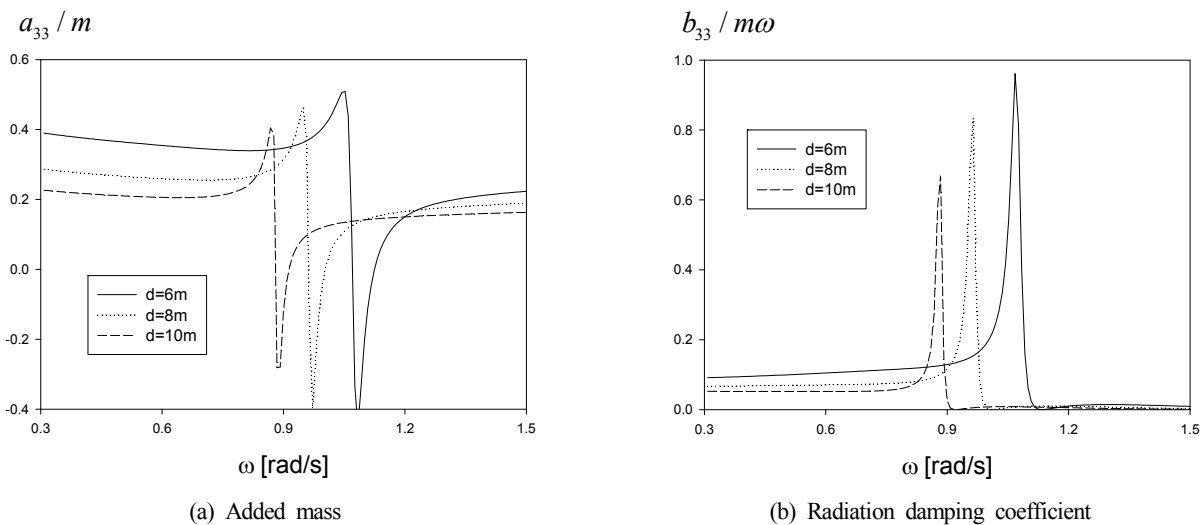 a₃₃ / m
0.6
0.4
0.2
0.0
-0.2
-0.4
d=6m
d=8m
d=10m
0.3 0.6 0.9 1.2 1.5
ω [rad/s]
(a) Added mass
b₃₃ / mω
1.0
0.8
0.6
0.4
0.2
0.0
d=6m
d=8m
d=10m
0.3 0.6 0.9 1.2 1.5
ω [rad/s]
(b) Radiation damping coefficient